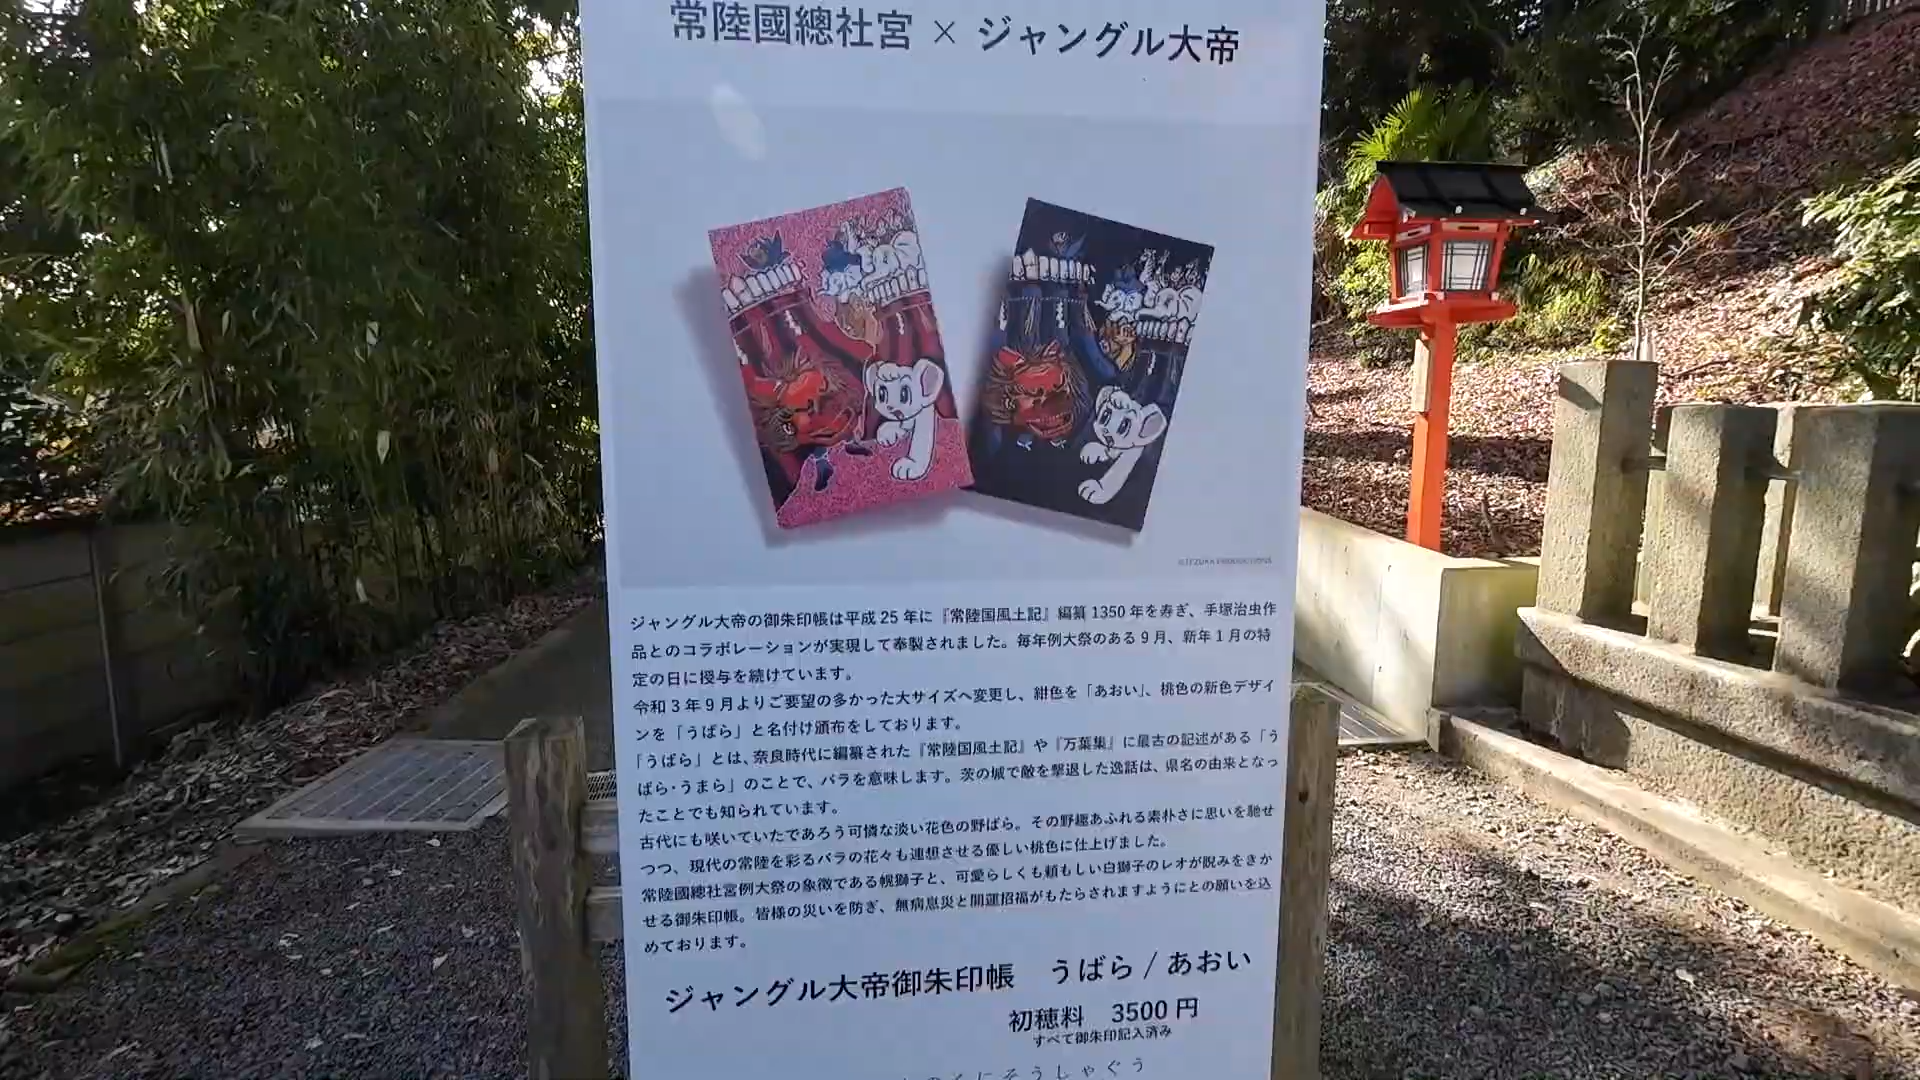 常陸國總社宮 × ジャングル大帝
©TEZUKA PRODUCTIONS
ジャングル大帝の御朱印帳は平成 25 年に『常陸国風土記』編纂 1350 年を寿ぎ、手塚治虫作
品とのコラボレーションが実現して奉製されました。毎年例大祭のある 9 月、新年 1 月の特
定の日に授与を続けています。
令和 3 年 9 月よりご要望の多かった大サイズへ変更し、紺色を「あおい」、桃色の新色デザイ
ンを「うばら」と名付け頒布をしております。
「うばら」とは、奈良時代に編纂された『常陸国風土記』や『万葉集』に最古の記述がある「う
ばら･うまら」のことで、バラを意味します。茨の城で敵を撃退した逸話は、県名の由来となっ
たことでも知られています。
古代にも咲いていたであろう可憐な淡い花色の野ばら。その野趣あふれる素朴さに思いを馳せ
つつ、現代の常陸を彩るバラの花々も連想させる優しい桃色に仕上げました。
常陸國總社宮例大祭の象徴である幌獅子と、可愛らしくも頼もしい白獅子のレオが睨みをきか
せる御朱印帳。皆様の災いを防ぎ、無病息災と開運招福がもたらされますようにとの願いを込
めております。
ジャングル大帝御朱印帳　うばら / あおい
初穂料　3500 円
すべて御朱印記入済み
のくにそうしゃぐう